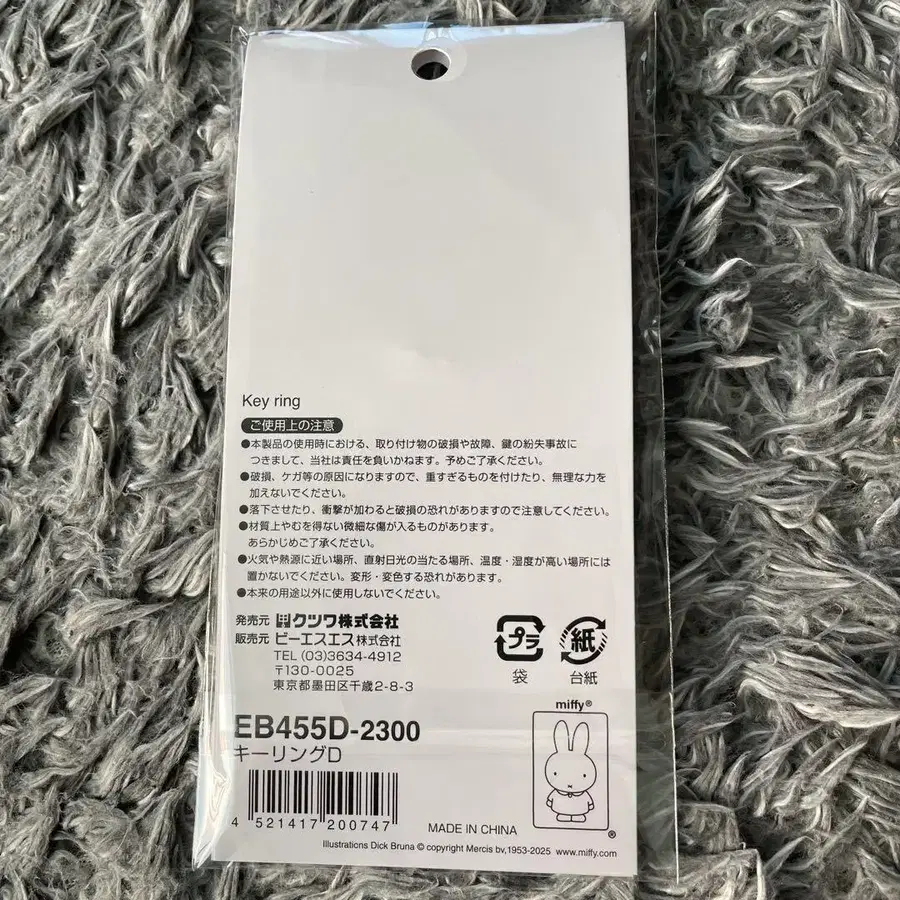 Key ring
ご使用上の注意
●本製品の使用時における、取り付け物の破損や故障、鍵の紛失事故に
つきまして、当社は責任を負いかねます。予めご了承ください。
●破損、ケガ等の原因になりますので、重すぎるものを付けたり、無理な力を
加えないでください。
●落下させたり、衝撃が加わると破損の恐れがありますので注意してください。
●材質上やむを得ない微細な傷が入るものがあります。
あらかじめご了承ください。
●火気や熱源に近い場所、直射日光の当たる場所、温度・湿度が高い場所には
置かないでください。変形・変色する恐れがあります。
●本来の用途以外に使用しないでください。
発売元 クツワ株式会社
販売元 ビーエスエス株式会社
TEL (03)3634-4912
〒130-0025
東京都墨田区千歳2-8-3
プラ
袋
紙
台紙
miffy®
EB455D-2300
キーリングD
4 521417 200747
MADE IN CHINA
®
Illustrations Dick Bruna © copyright Mercis bv,1953-2025 www.miffy.com